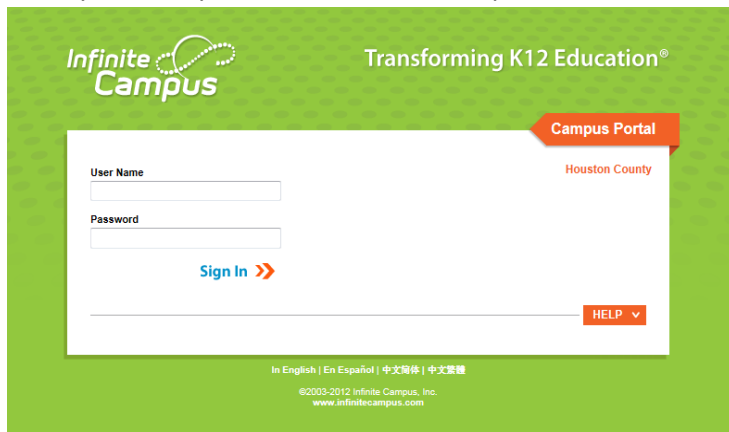 Infinite
Campus
Transforming K12 Education®
Campus Portal
Houston County
User Name
Password
Sign In
HELP
In English | En Español | 中文简体 | 中文繁體
©2003-2012 Infinite Campus, Inc.
www.infinitecampus.com